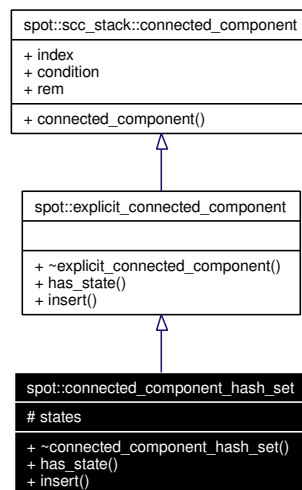 spot::scc_stack::connected_component
+ index
+ condition
+ rem
+ connected_component()
spot::explicit_connected_component
+ ~explicit_connected_component()
+ has_state()
+ insert()
spot::connected_component_hash_set
# states
+ ~connected_component_hash_set()
+ has_state()
+ insert()